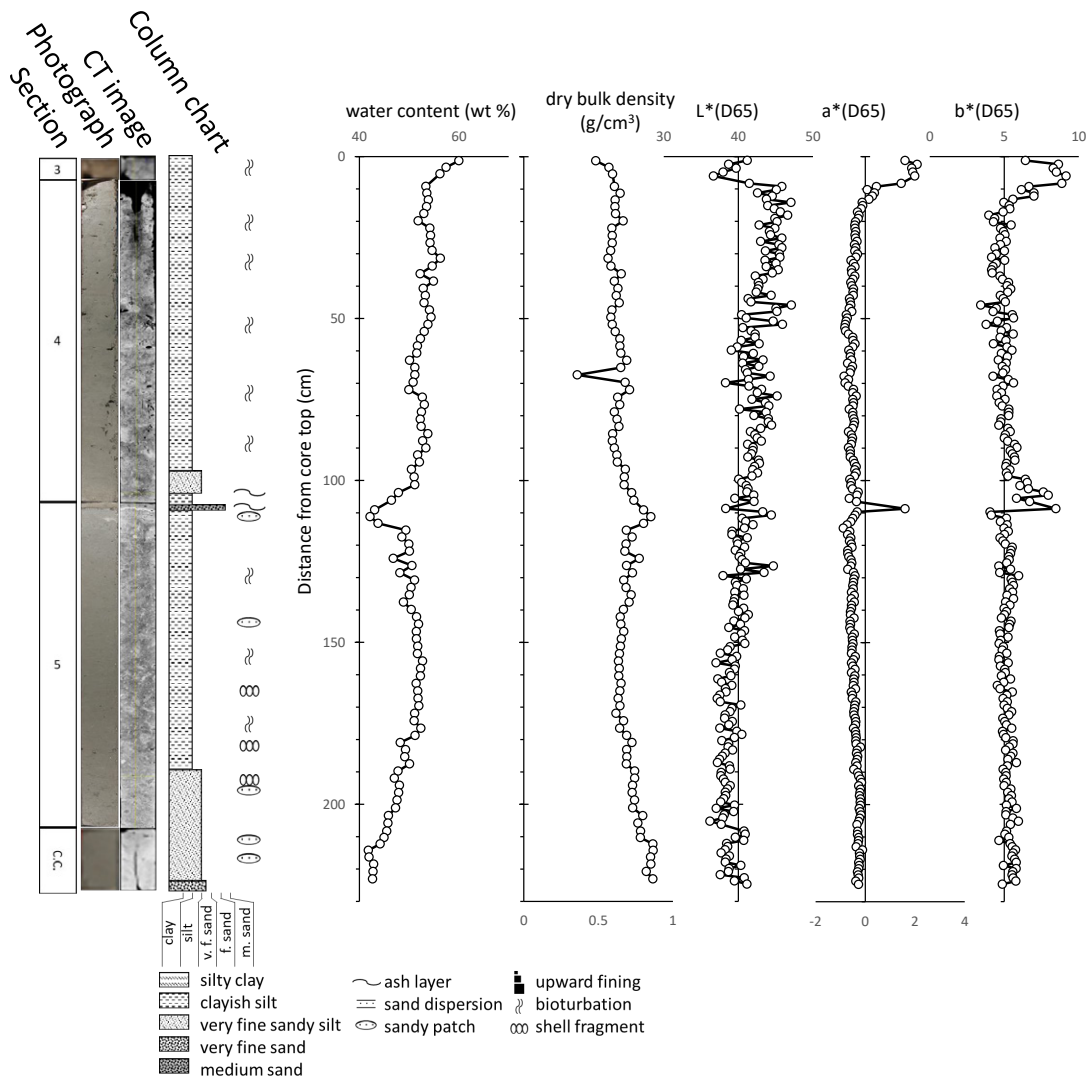 Section
Photograph
CT image
Column chart
water content (wt %)
dry bulk density
(g/cm3)
L*(D65)
a*(D65)
b*(D65)
40 60
30 40 50
0 5 10
Distance from core top (cm)
0
50
100
150
200
3
4
5
C.C.
0 0.5 1
-2 0 2 4
clay
silt
v. f. sand
f. sand
m. sand
silty clay
clayish silt
very fine sandy silt
very fine sand
medium sand
ash layer
sand dispersion
sandy patch
upward fining
bioturbation
shell fragment